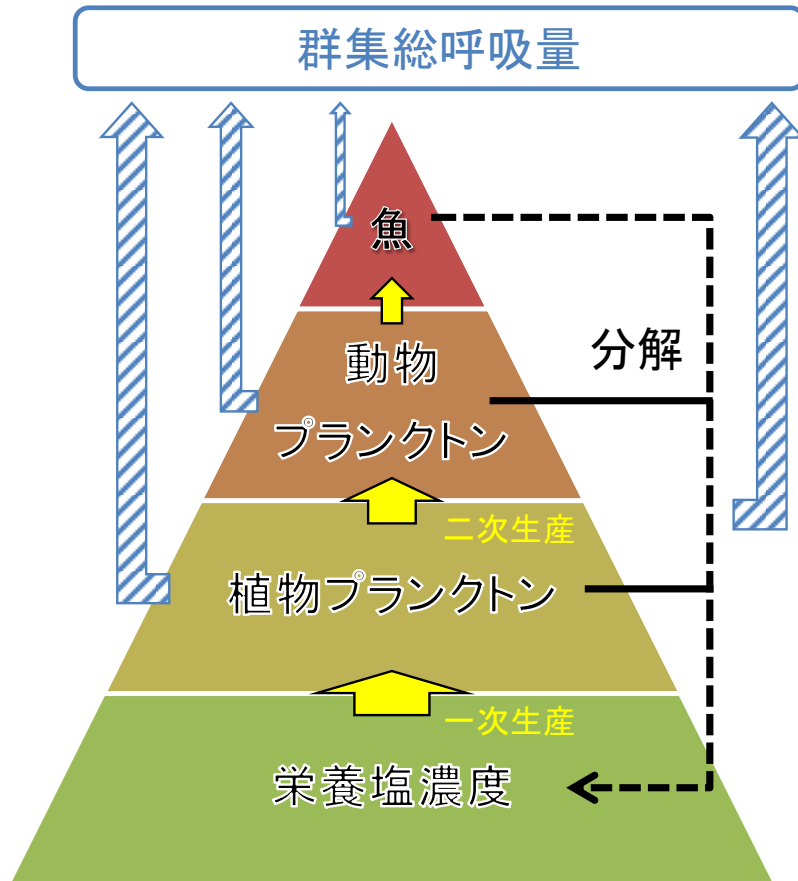 群集総呼吸量
魚
分解
動物
プランクトン
二次生産
植物プランクトン
一次生産
栄養塩濃度